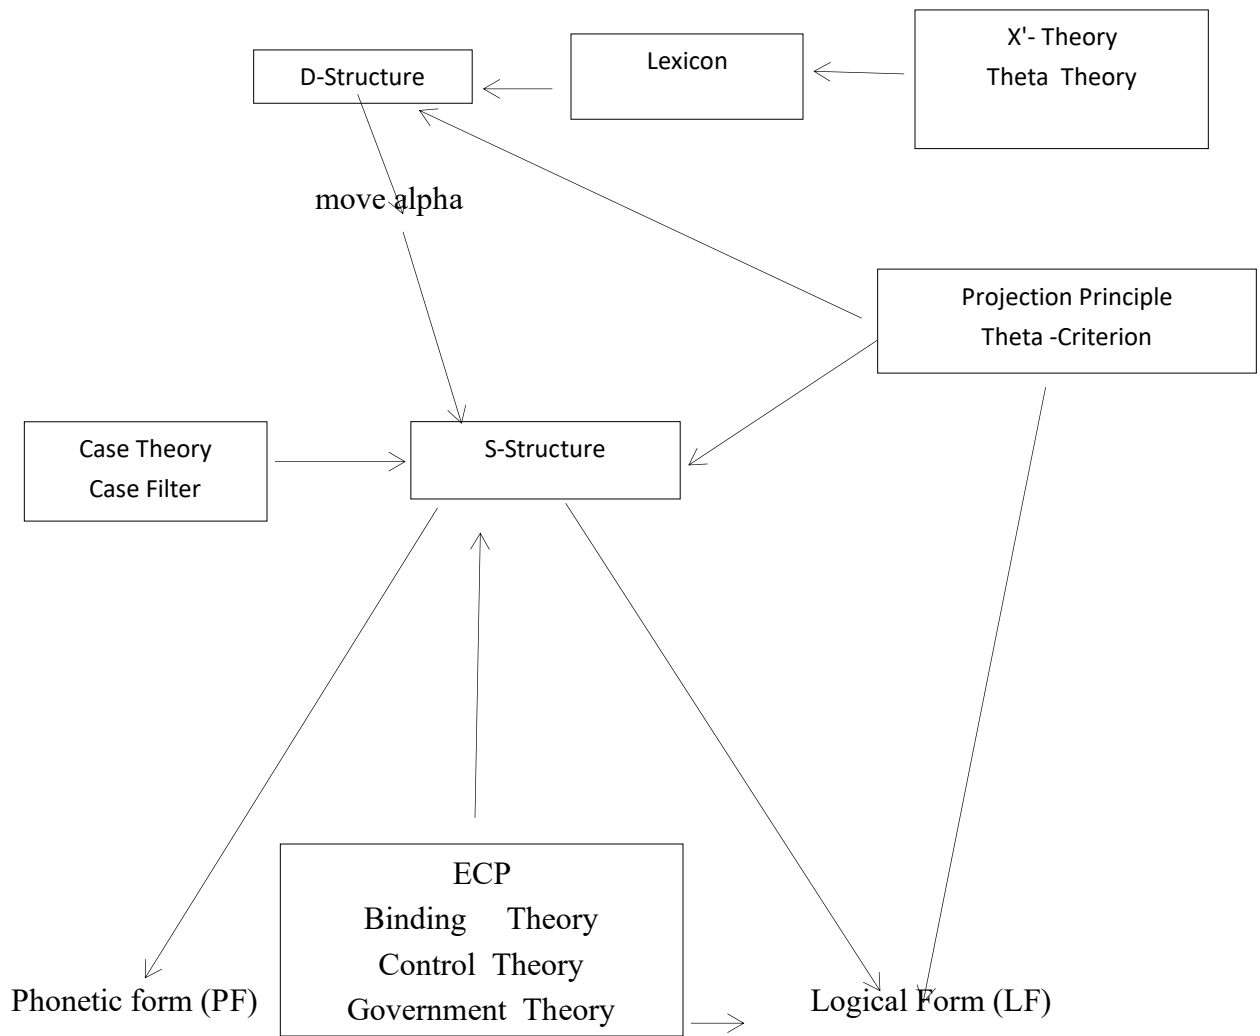 X'- Theory
Theta Theory
Lexicon
D-Structure
move alpha
Projection Principle
Theta -Criterion
Case Theory
Case Filter
S-Structure
ECP
Binding Theory
Control Theory
Government Theory
Phonetic form (PF)
Logical Form (LF)